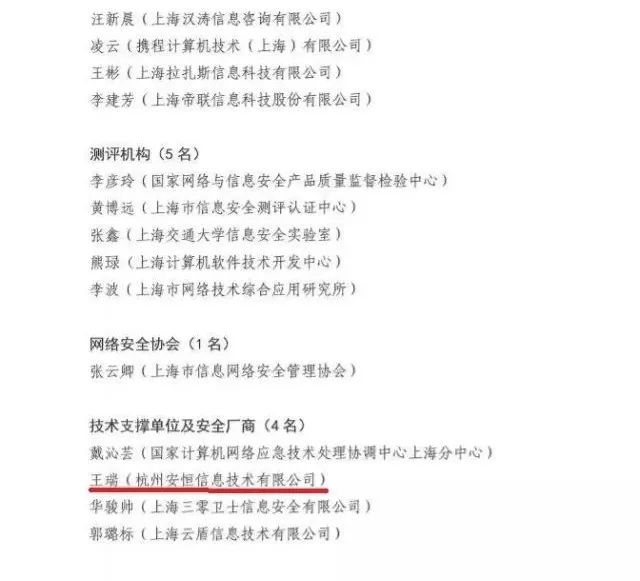 汪新晨（上海汉涛信息咨询有限公司）
凌云（携程计算机技术（上海）有限公司）
王彬（上海拉扎斯信息科技有限公司）
李建芳（上海帝联信息科技股份有限公司）
测评机构（5 名）
李彦玲（国家网络与信息安全产品质量监督检验中心）
黄博远（上海市信息安全测评认证中心）
张鑫（上海交通大学信息安全实验室）
熊琭（上海计算机软件技术开发中心）
李波（上海市网络技术综合应用研究所）
网络安全协会（1 名）
张云卿（上海市信息网络安全管理协会）
技术支撑单位及安全厂商（4 名）
戴沁芸（国家计算机网络应急技术处理协调中心上海分中心）
王瑞（杭州安恒信息技术有限公司）
华骏帅（上海三零卫士信息安全有限公司）
郭璐标（上海云盾信息技术有限公司）